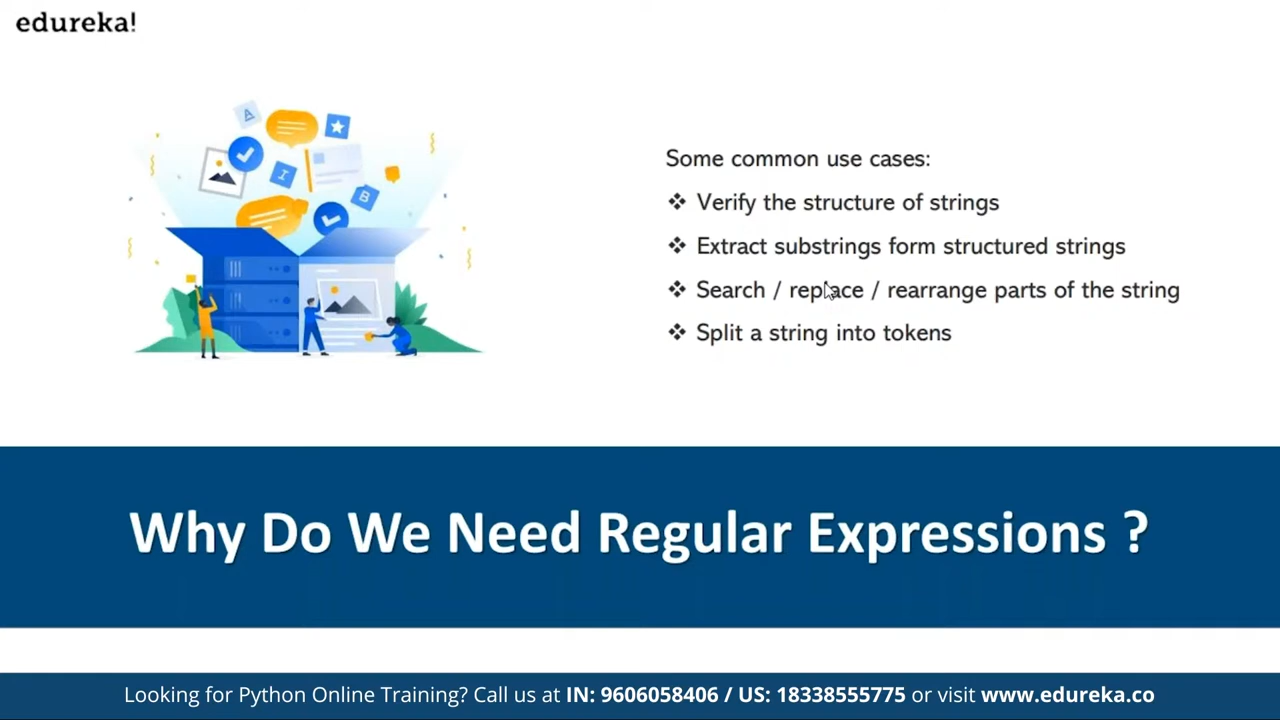 edureka!
A
I
B
Some common use cases:
❖ Verify the structure of strings
❖ Extract substrings form structured strings
❖ Search / replace / rearrange parts of the string
❖ Split a string into tokens
Why Do We Need Regular Expressions ?
Looking for Python Online Training? Call us at IN: 9606058406 / US: 18338555775 or visit www.edureka.co